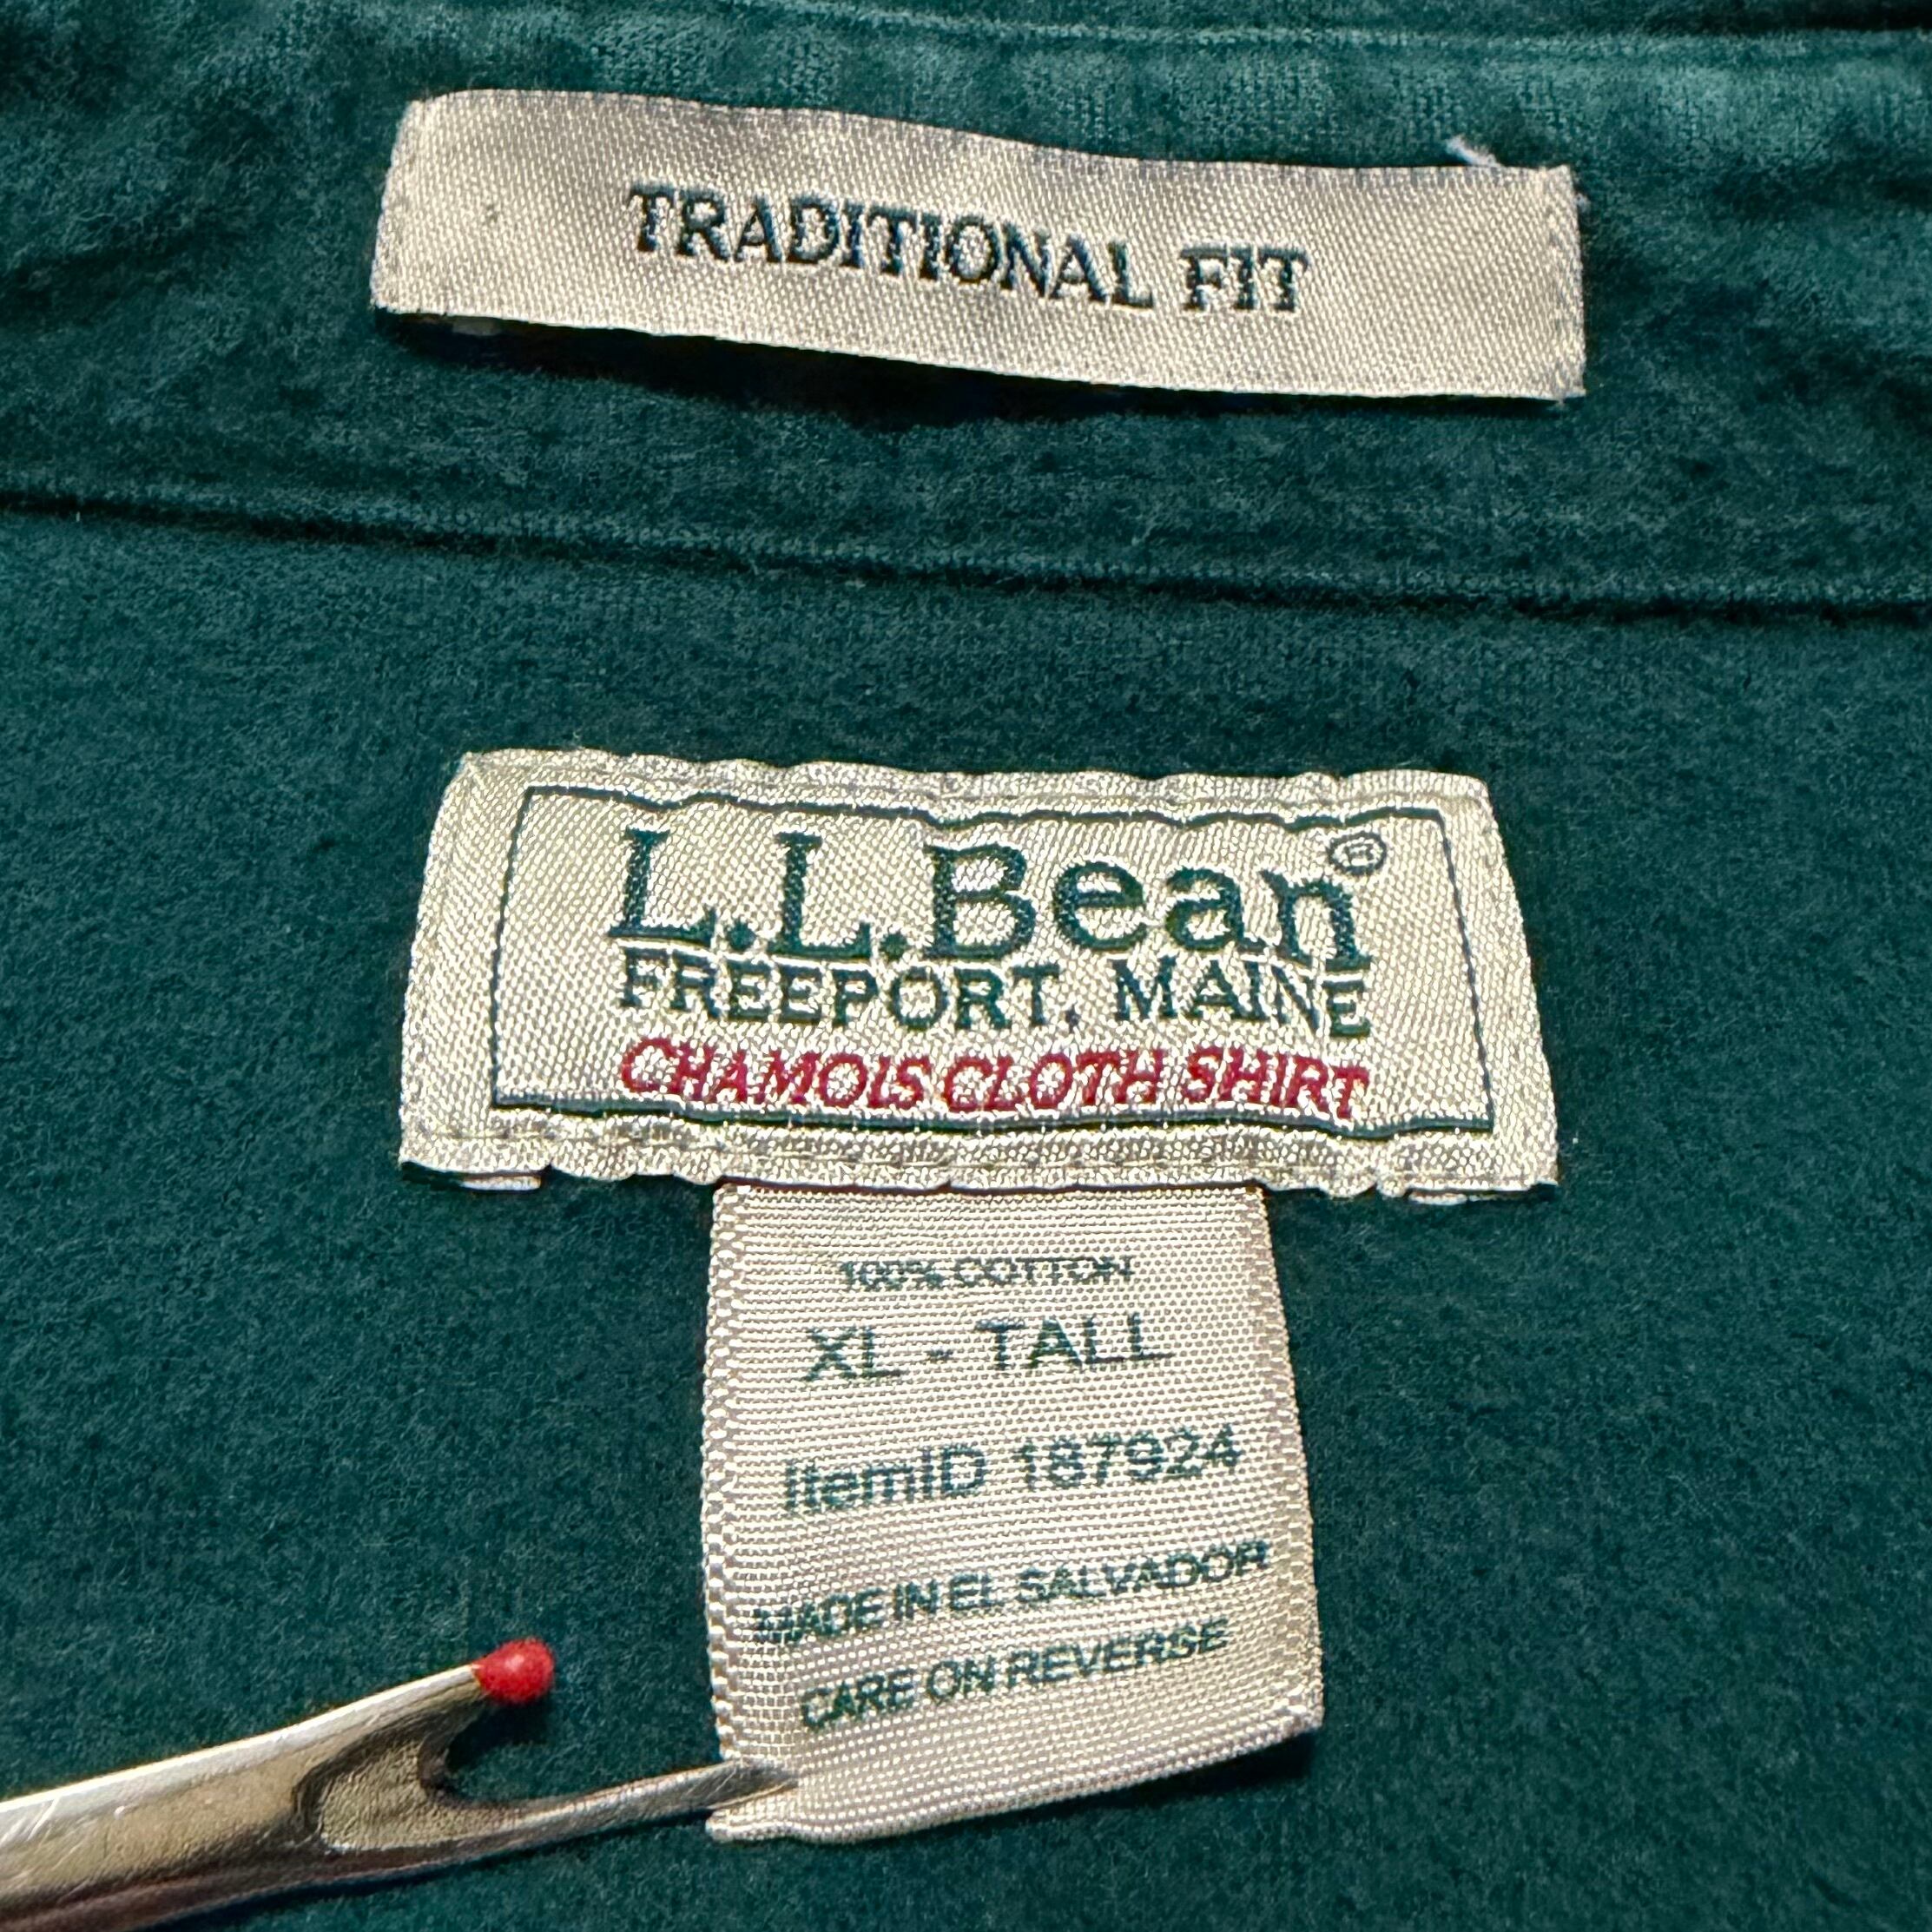 TRADITIONAL FIT
L.L.Bean®
FREEPORT, MAINE
CHAMOIS CLOTH SHIRT
100% COTTON
XL - TALL
ItemID 187924
MADE IN EL SALVADOR
CARE ON REVERSE